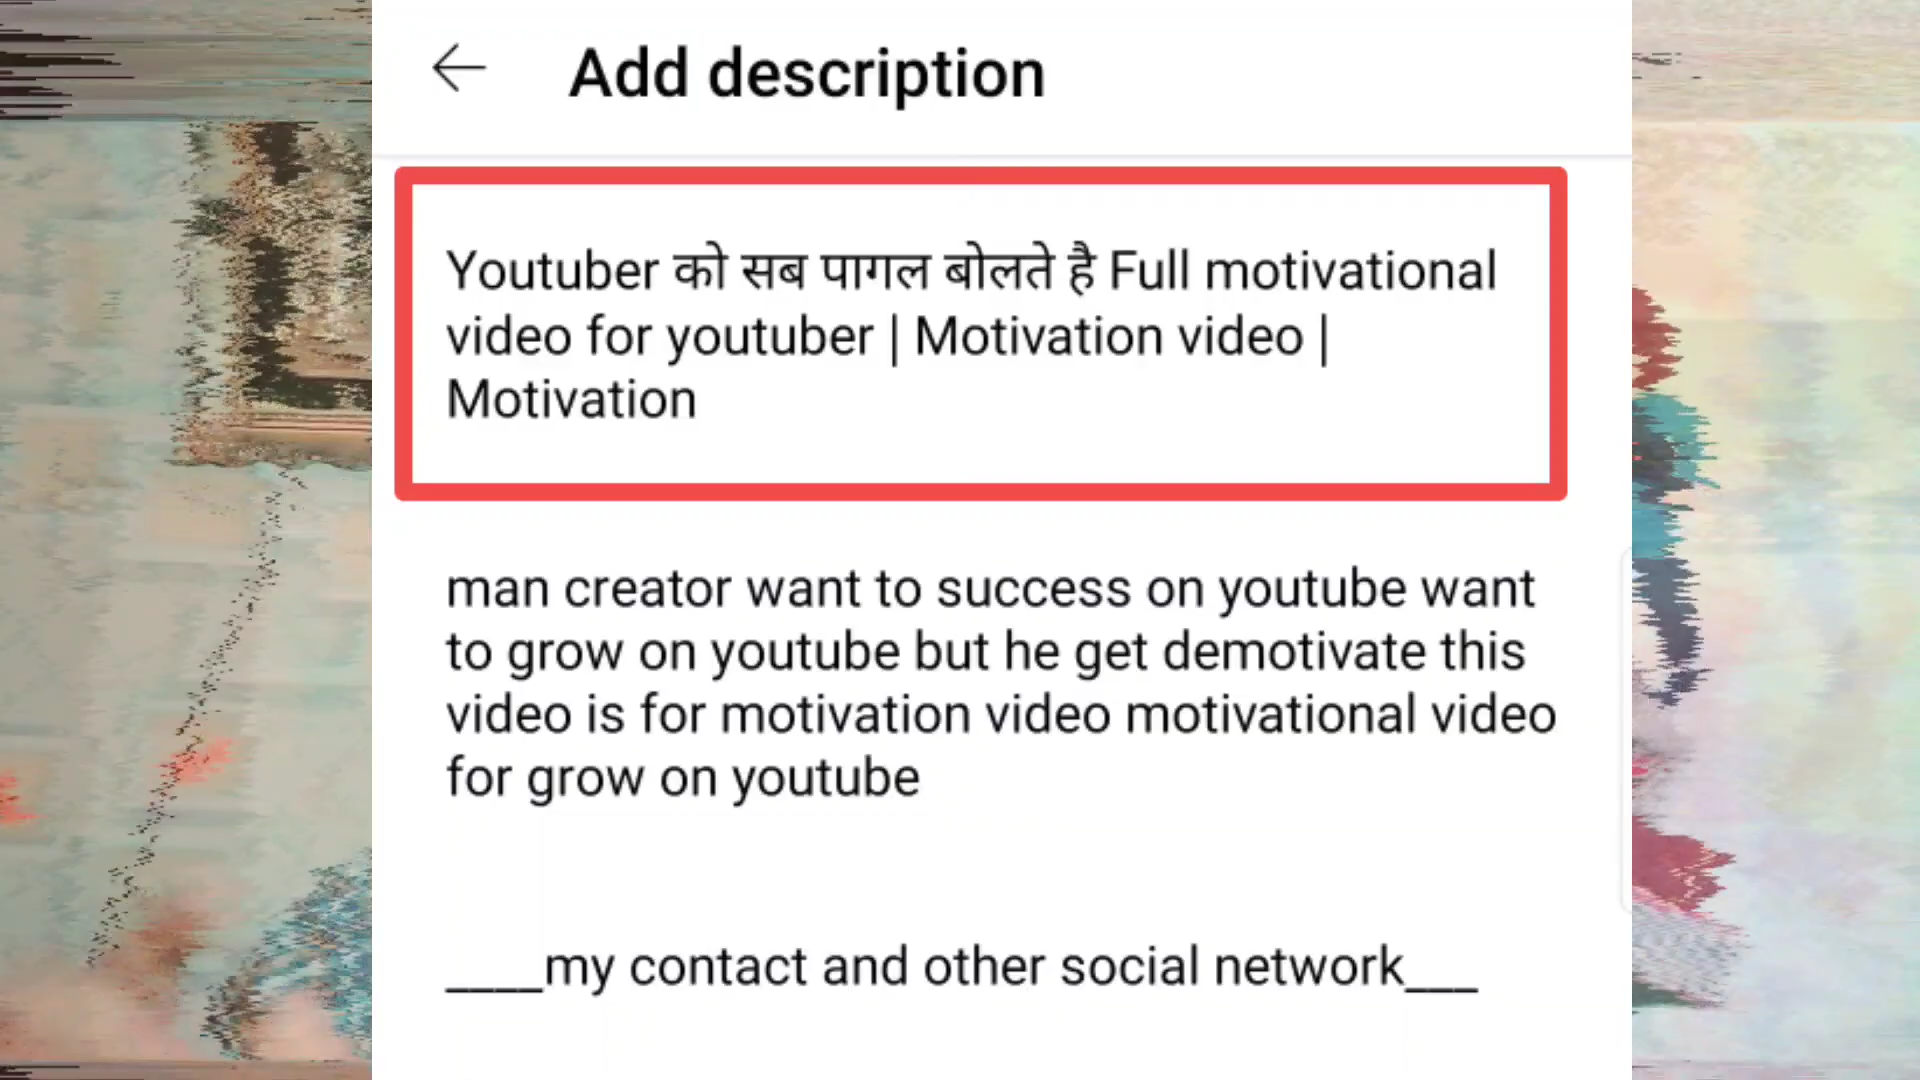 Add description
Youtuber को सब पागल बोलते है Full motivational
video for youtuber | Motivation video |
Motivation
man creator want to success on youtube want
to grow on youtube but he get demotivate this
video is for motivation video motivational video
for grow on youtube
____my contact and other social network___